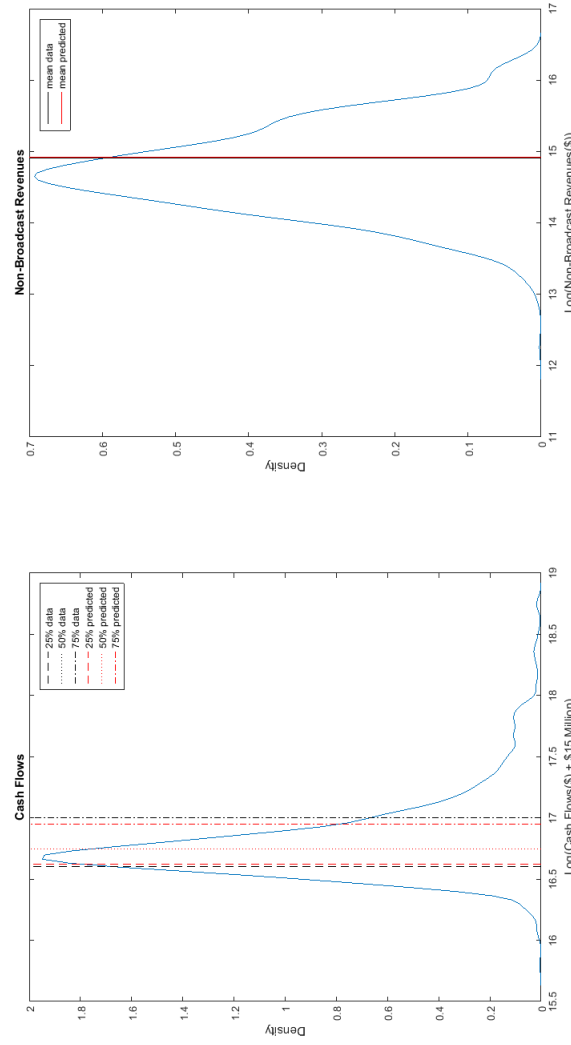 Cash Flows
2
1.8
1.6
1.4
1.2
1
0.8
0.6
0.4
0.2
0
Density
15.5
16
16.5
17
17.5
18
18.5
19
Log(Cash Flows($) + $15 Million)
25% data
50% data
75% data
25% predicted
50% predicted
75% predicted
Non-Broadcast Revenues
0.7
0.6
0.5
0.4
0.3
0.2
0.1
0
Density
11
12
13
14
15
16
17
Log(Non-Broadcast Revenues($)
mean data
mean predicted